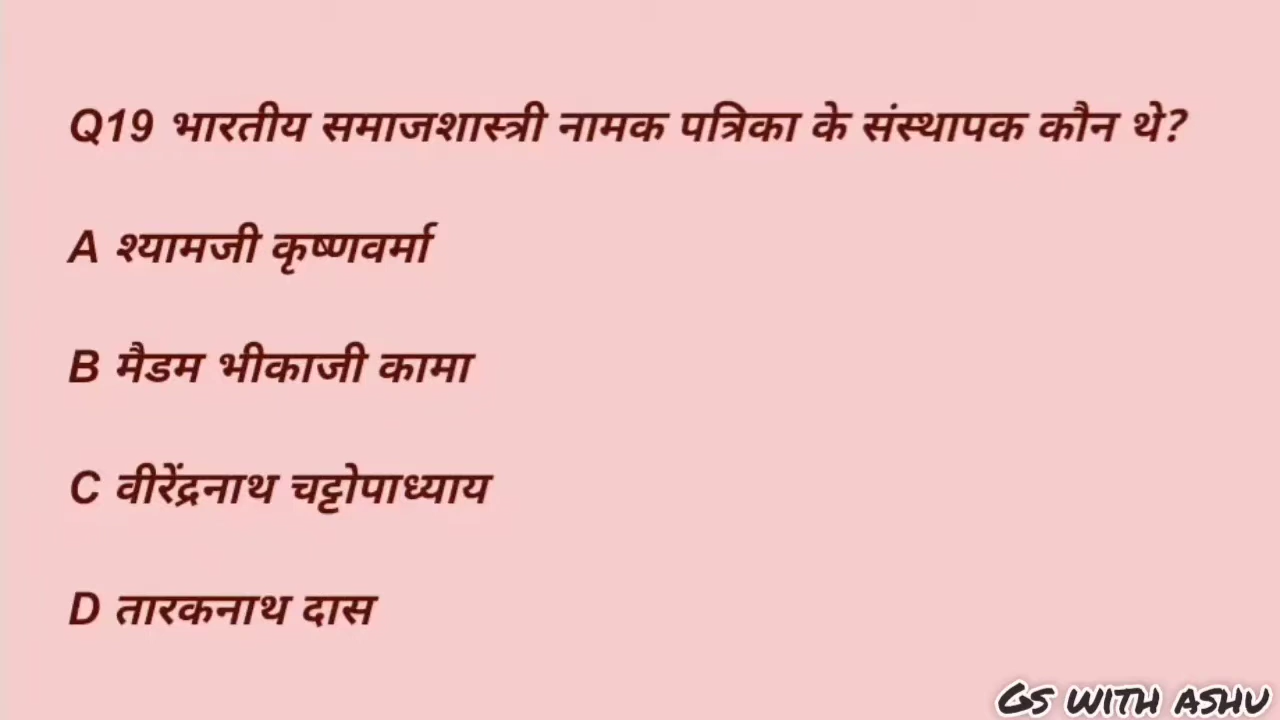 Q19 भारतीय समाजशास्त्री नामक पत्रिका के संस्थापक कौन थे?
A श्यामजी कृष्णवर्मा
B मैडम भीकाजी कामा
C वीरेंद्रनाथ चट्टोपाध्याय
D तारकनाथ दास
GS WITH ASHU